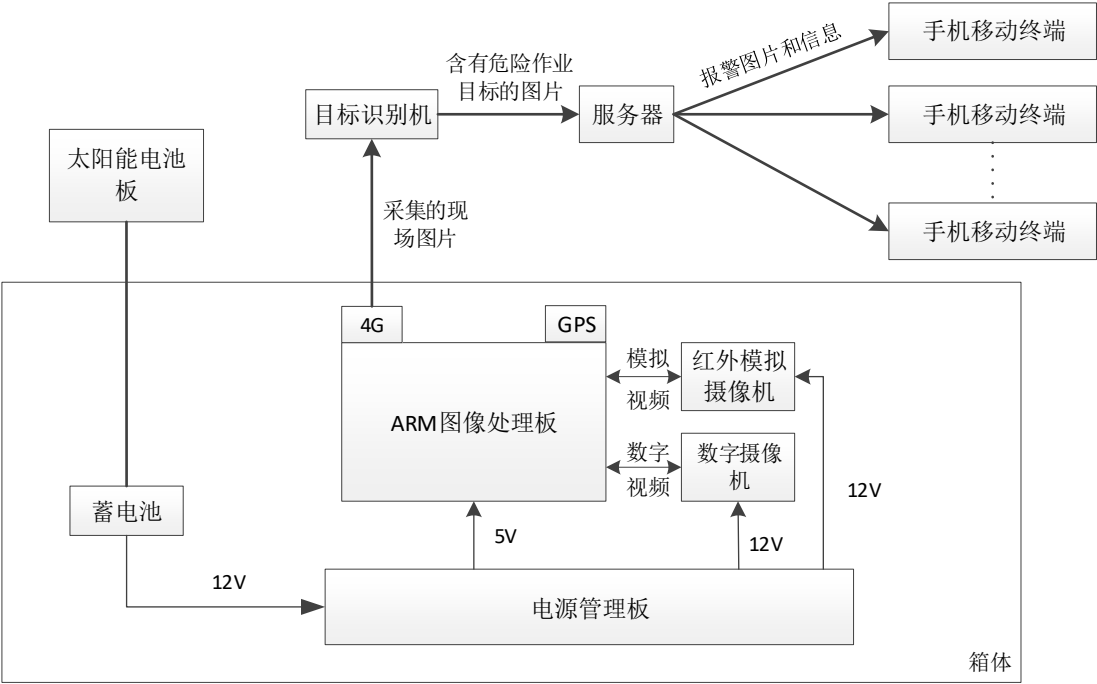 手机移动终端
报警图片和信息
含有危险作业
目标的图片
目标识别机
服务器
手机移动终端
太阳能电池
板
采集的现
场图片
手机移动终端
4G
GPS
模拟
视频
红外模拟
摄像机
ARM图像处理板
数字
视频
数字摄像
机
12V
蓄电池
5V
12V
12V
电源管理板
箱体